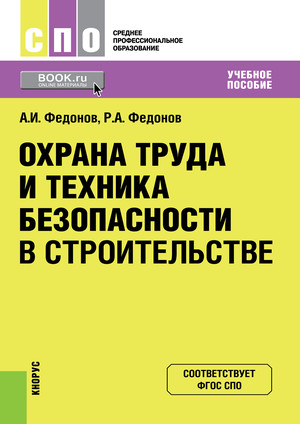 СПО
СРЕДНЕЕ
ПРОФЕССИОНАЛЬНОЕ
ОБРАЗОВАНИЕ
BOOK.ru
ONLINE МАТЕРИАЛЫ
УЧЕБНОЕ
ПОСОБИЕ
А.И. Федонов, Р.А. Федонов
ОХРАНА ТРУДА
И ТЕХНИКА
БЕЗОПАСНОСТИ
В СТРОИТЕЛЬСТВЕ
СООТВЕТСТВУЕТ
ФГОС СПО
КНОРУС